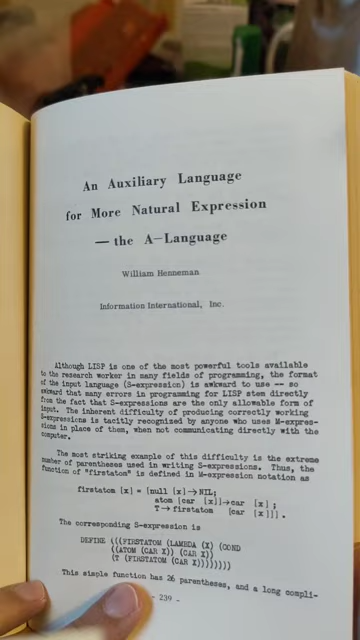 An Auxiliary Language
for More Natural Expression
— the A—Language
William Henneman
Information International, Inc.
Although LISP is one of the most powerful tools available
to the research worker in many fields of programming, the format
of the input language (S-expression) is awkward to use -- so
awkward that many errors in programming for LISP stem directly
from the fact that S-expressions are the only allowable form of
input. The inherent difficulty of producing correctly working
S-expressions is tacitly recognized by anyone who uses M-expres-
sions in place of them, when not communicating directly with the
computer.
The most striking example of this difficulty is the extreme
number of parentheses used in writing S-expressions. Thus, the
function of "firstatom" is defined in M-expression notation as
firstatom [x] = [null [x]→NIL;
atom [car [x]]→car [x] ;
T→firstatom [car [x]]] .
The corresponding S-expression is
DEFINE (((FIRSTATOM (LAMBDA (X) (COND
((ATOM (CAR X)) (CAR X))
(T (FIRSTATOM (CAR X))))))))
This simple function has 26 parentheses, and a long compli-
- 239 -